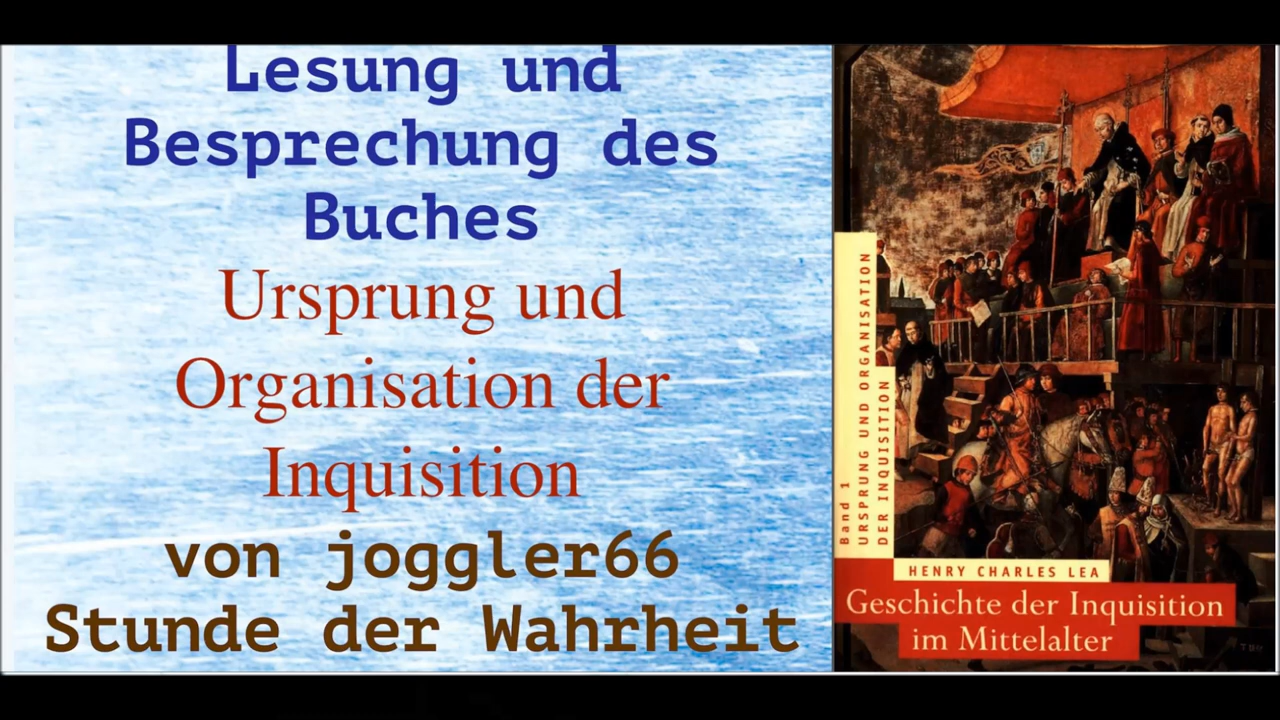 Lesung und
Besprechung des
Buches
Ursprung und
Organisation der
Inquisition
von joggler66
Stunde der Wahrheit
Band 1
URSPRUNG UND ORGANISATION
DER INQUISITION
HENRY CHARLES LEA
Geschichte der Inquisition
im Mittelalter